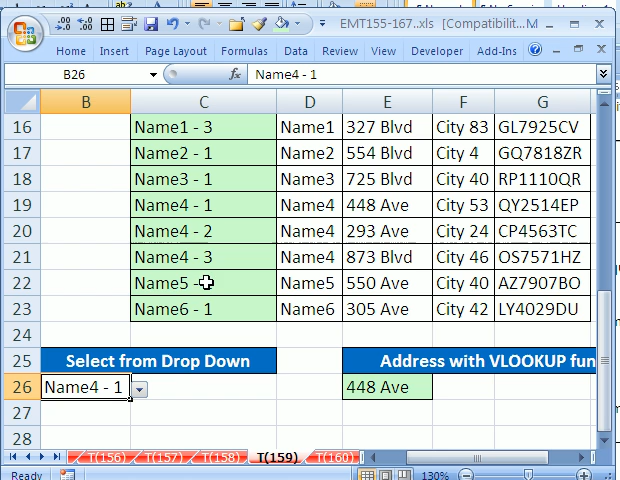 EMT155-167..xls [Compatibilit... M
Home Insert Page Layout Formulas Data Review View Developer Add-Ins
B26 fx Name4 - 1
B C D E F G
16 Name1 - 3 Name1 327 Blvd City 83 GL7925CV
17 Name2 - 1 Name2 554 Blvd City 4 GQ7818ZR
18 Name3 - 1 Name3 725 Blvd City 40 RP1110QR
19 Name4 - 1 Name4 448 Ave City 53 QY2514EP
20 Name4 - 2 Name4 293 Ave City 24 CP4563TC
21 Name4 - 3 Name4 873 Blvd City 46 OS7571HZ
22 Name5 - Name5 550 Ave City 40 AZ7907BO
23 Name6 - 1 Name6 305 Ave City 42 LY4029DU
24
25 Select from Drop Down Address with VLOOKUP fun
26 Name4 - 1 448 Ave
27
28
T(156) T(157) T(158) T(159) T(160)
Ready 130%